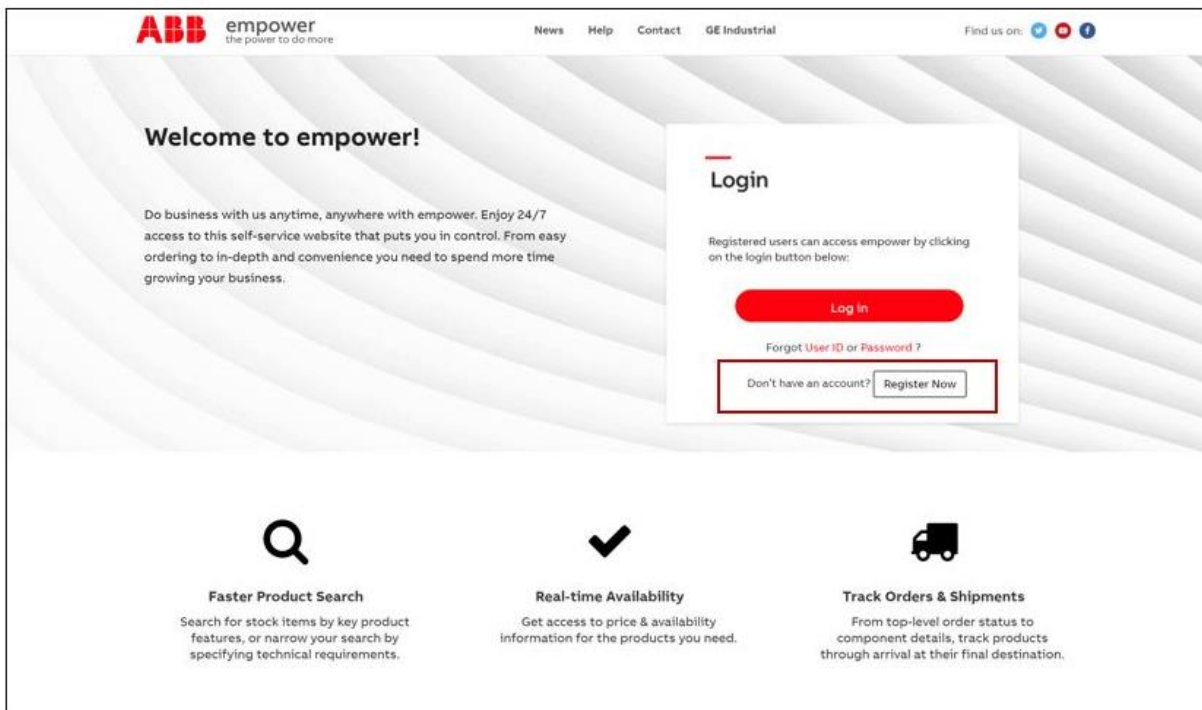 ABB empower
the power to do more
News Help Contact GE Industrial
Find us on:
Welcome to empower!
Do business with us anytime, anywhere with empower. Enjoy 24/7
access to this self-service website that puts you in control. From easy
ordering to in-depth and convenience you need to spend more time
growing your business.
Login
Registered users can access empower by clicking
on the login button below:
Log in
Forgot User ID or Password ?
Don't have an account? Register Now
Faster Product Search
Search for stock items by key product
features, or narrow your search by
specifying technical requirements.
Real-time Availability
Get access to price & availability
information for the products you need.
Track Orders & Shipments
From top-level order status to
component details, track products
through arrival at their final destination.